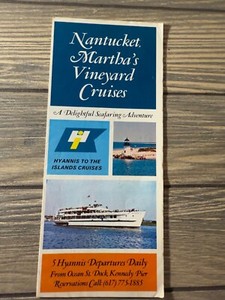 Nantucket,
Martha's
Vineyard
Cruises
A Delightful Seafaring Adventure
HYANNIS TO THE
ISLANDS CRUISES
5 Hyannis Departures Daily
From Ocean St. Dock, Kennedy Pier
Reservations Call (617) 775-1885